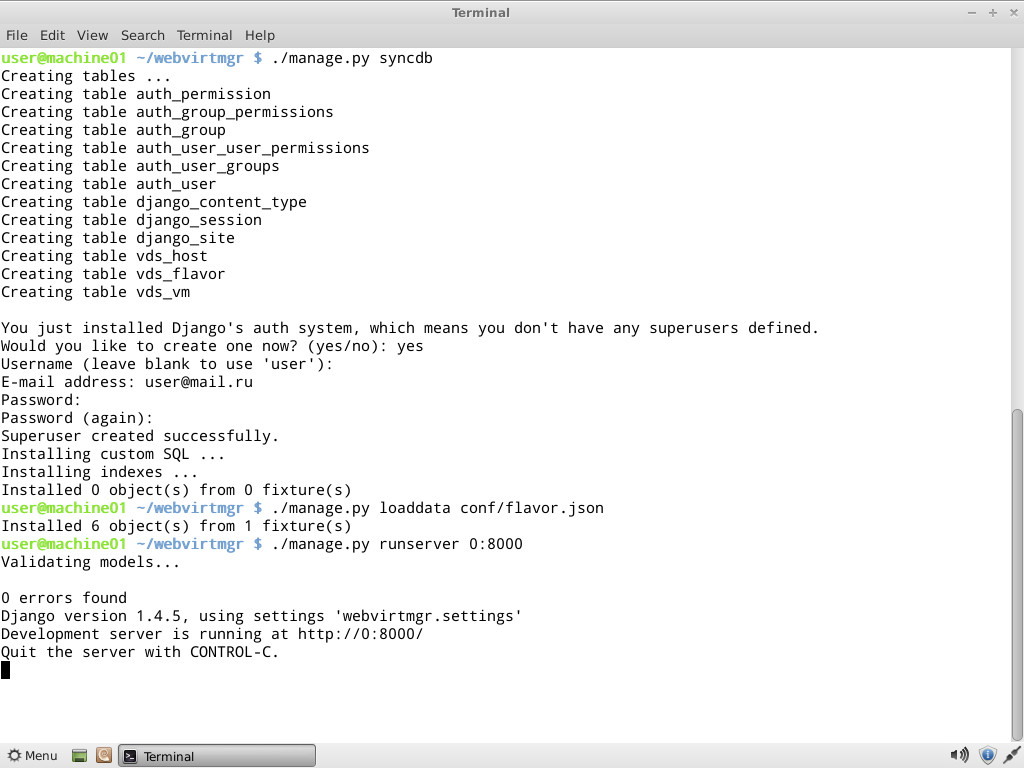 Terminal
File Edit View Search Terminal Help
user@machine01 ~/webvirtmgr $ ./manage.py syncdb
Creating tables ...
Creating table auth_permission
Creating table auth_group_permissions
Creating table auth_group
Creating table auth_user_user_permissions
Creating table auth_user_groups
Creating table auth_user
Creating table django_content_type
Creating table django_session
Creating table django_site
Creating table vds_host
Creating table vds_flavor
Creating table vds_vm
You just installed Django's auth system, which means you don't have any superusers defined.
Would you like to create one now? (yes/no): yes
Username (leave blank to use 'user'):
E-mail address: user@mail.ru
Password:
Password (again):
Superuser created successfully.
Installing custom SQL ...
Installing indexes ...
Installed 0 object(s) from 0 fixture(s)
user@machine01 ~/webvirtmgr $ ./manage.py loaddata conf/flavor.json
Installed 6 object(s) from 1 fixture(s)
user@machine01 ~/webvirtmgr $ ./manage.py runserver 0:8000
Validating models...
0 errors found
Django version 1.4.5, using settings 'webvirtmgr.settings'
Development server is running at http://0:8000/
Quit the server with CONTROL-C.
Menu Terminal